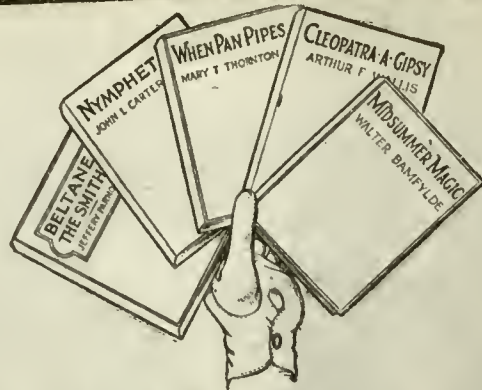 BELTANE
THE SMITH
JEFFERY
NYMPHET
JOHN L CARTER
WHEN PAN PIPES
MARY T THORNTON
CLEOPATRA-A-GIPSY
ARTHUR F WALLIS
MIDSUMMER MAGIC
WALTER BAMFYLDE